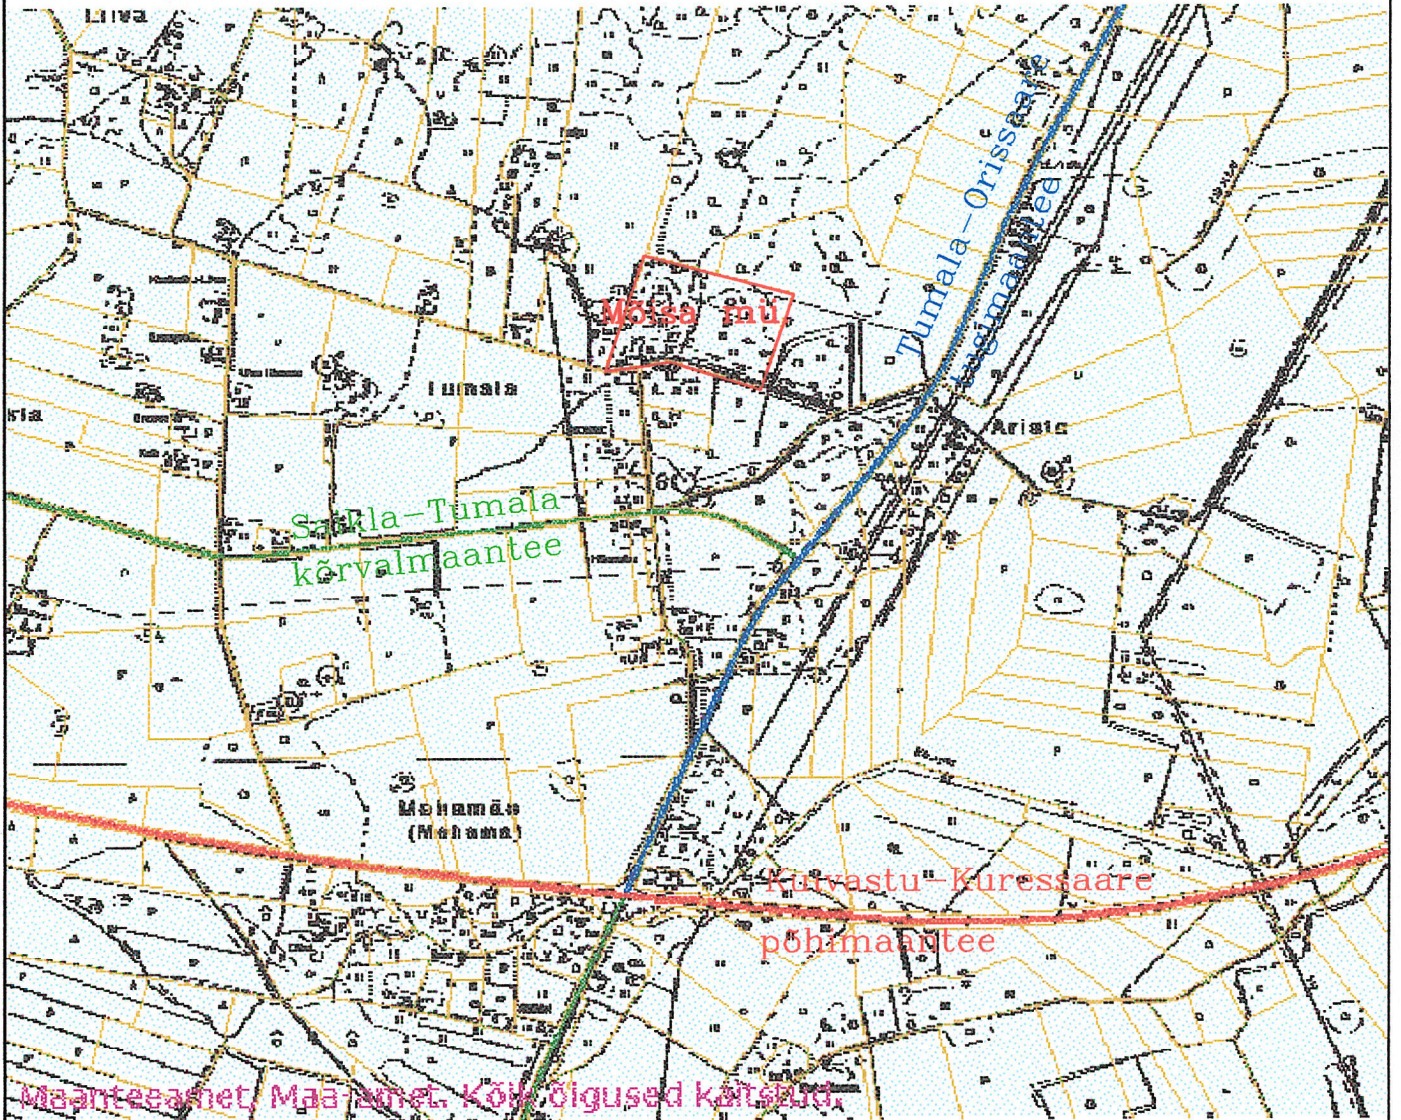 Liiva
Tumala-Orissaare
tugimaantee
Mõisa mü
Tumala
Ariste
Saikla-Tumala
kõrvalmaantee
Mehamäe
(Mehama)
Kuivastu-Kuressaare
põhimaantee
Maanteeamet, Maa-amet. Kõik õigused kaitstud.